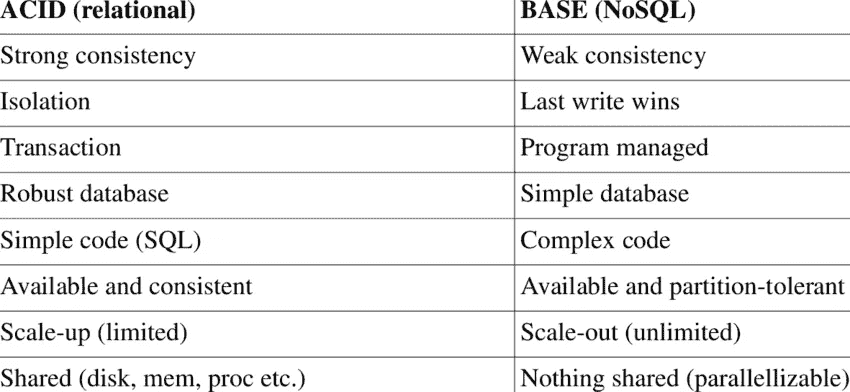 ACID (relational) BASE (NoSQL)
Strong consistency Weak consistency
Isolation Last write wins
Transaction Program managed
Robust database Simple database
Simple code (SQL) Complex code
Available and consistent Available and partition-tolerant
Scale-up (limited) Scale-out (unlimited)
Shared (disk, mem, proc etc.) Nothing shared (parallellizable)